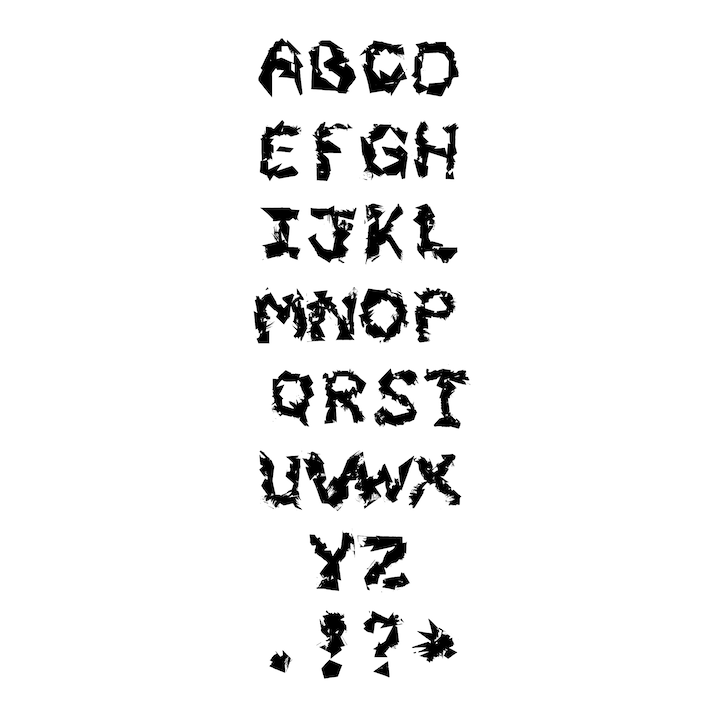 ABCD
EFGH
IJKL
MNOP
QRST
UVWX
YZ
.!?*